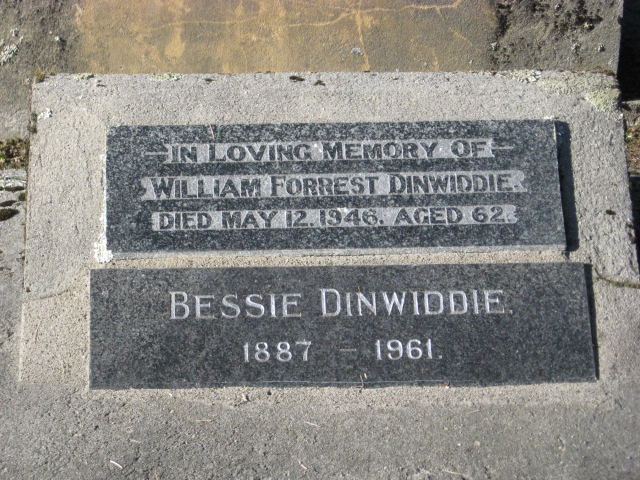 IN LOVING MEMORY OF
WILLIAM FORREST DINWIDDIE.
DIED MAY 12. 1946. AGED 62.
BESSIE DINWIDDIE.
1887 – 1961.